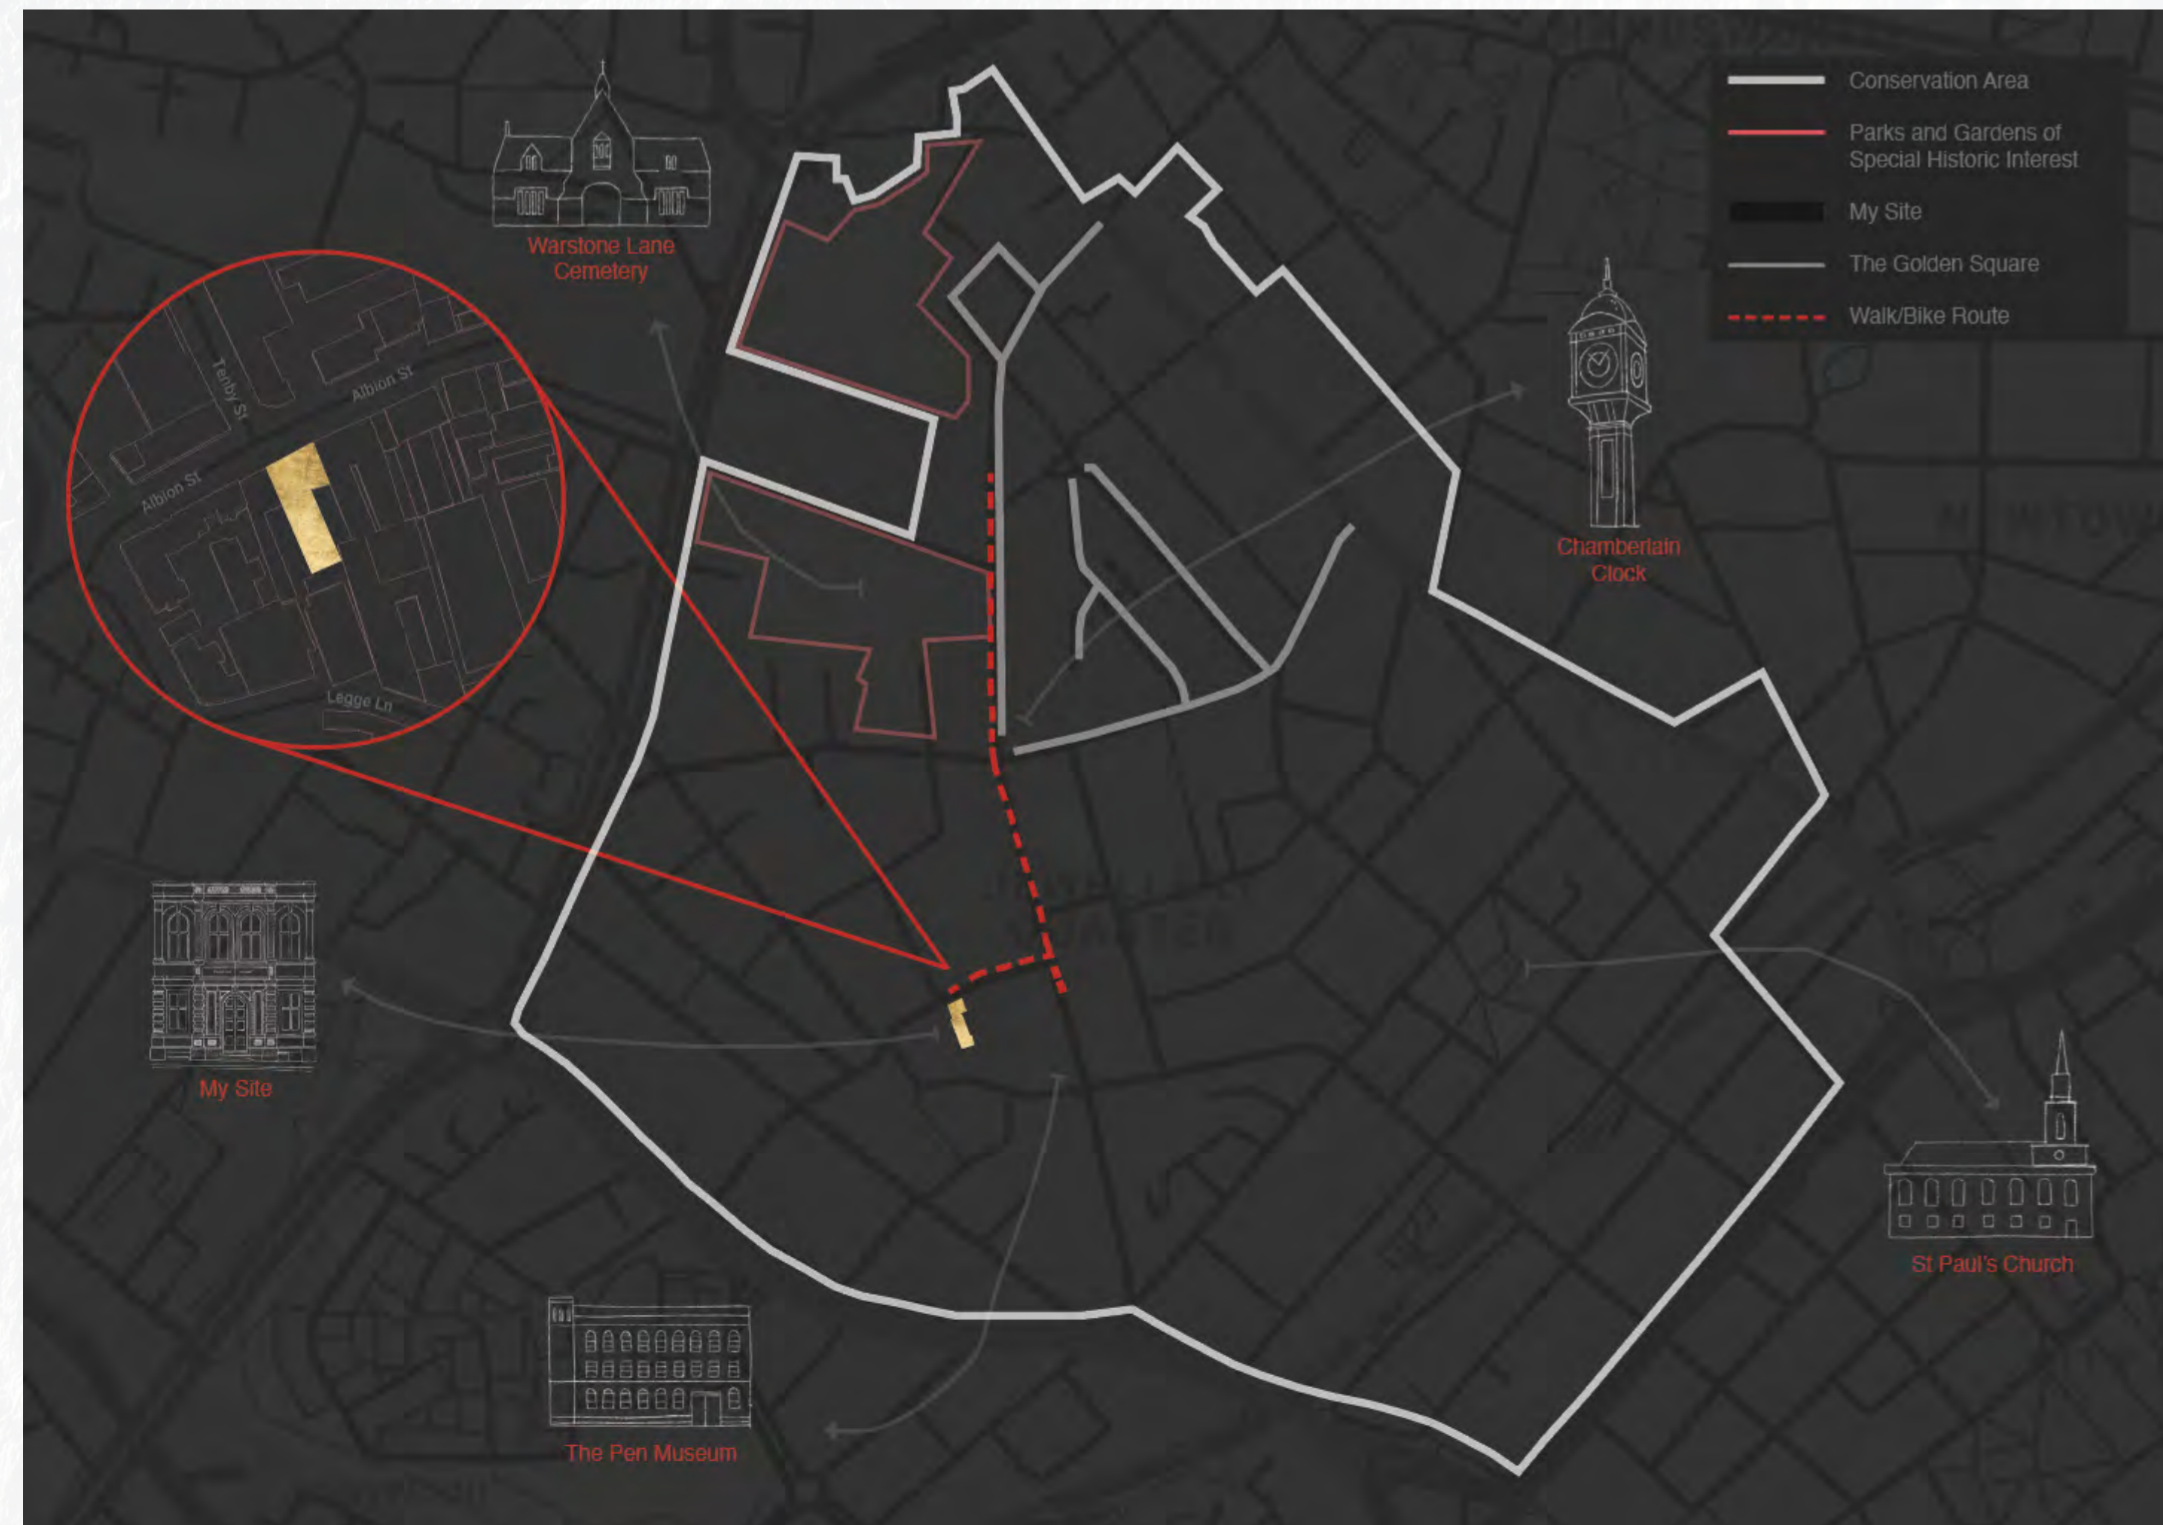 Conservation Area
Parks and Gardens of
Special Historic Interest
My Site
The Golden Square
Walk/Bike Route
Warstone Lane
Cemetery
Chamberlain
Clock
Tenby St
Albion St
Albion St
Legge Ln
JEWELLERY
QUARTER
My Site
St Paul's Church
The Pen Museum